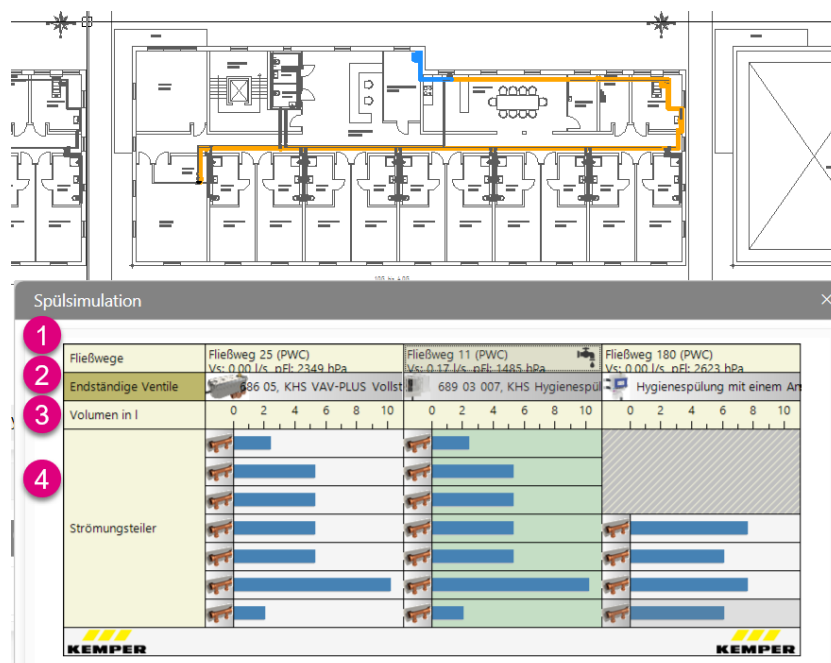 Spülsimulation
×
1
Fließwege
Fließweg 25 (PWC)
Vs: 0.00 l/s pFl: 2349 hPa
Fließweg 11 (PWC)
Vs: 0.17 l/s pFl: 1485 hPa
Fließweg 180 (PWC)
Vs: 0.00 l/s pFl: 2623 hPa
2
Endständige Ventile
686 05, KHS VAV-PLUS Vollst
689 03 007, KHS Hygienespül
Hygienespülung mit einem An
3
Volumen in l
0 2 4 6 8 10
0 2 4 6 8 10
0 2 4 6 8 10
4
Strömungsteiler
KEMPER
KEMPER